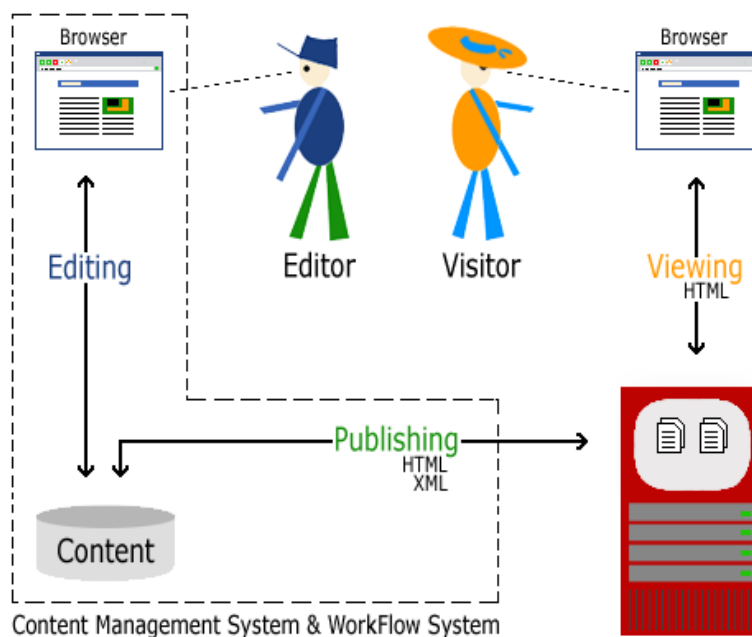 Browser
Browser
Editing
Editor
Visitor
Viewing
HTML
Publishing
HTML
XML
Content
Content Management System & WorkFlow System